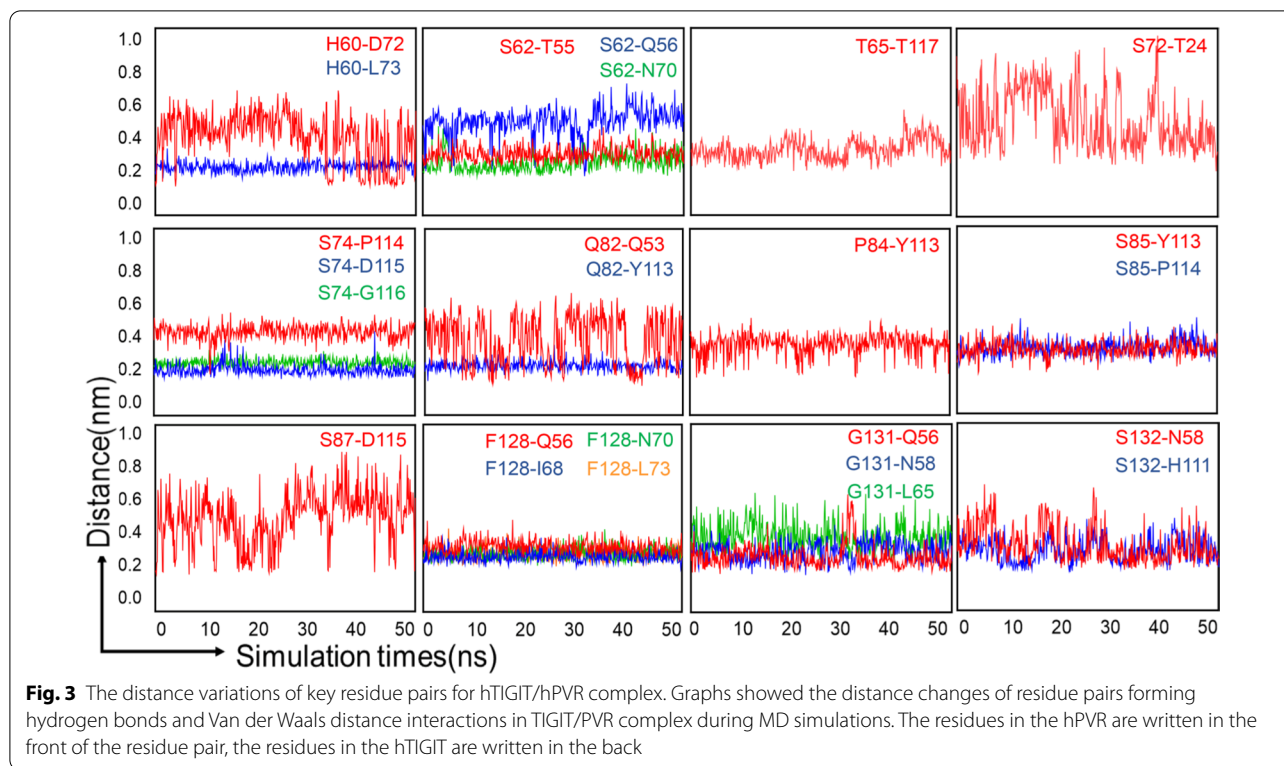 1.0
0.8
0.6
0.4
0.2
0.0
H60-D72
H60-L73
S62-T55 S62-Q56
S62-N70
T65-T117
S72-T24
1.0
0.8
0.6
0.4
0.2
0.0
S74-P114
S74-D115
S74-G116
Q82-Q53
Q82-Y113
P84-Y113
S85-Y113
S85-P114
1.0
0.8
0.6
0.4
0.2
0.0
S87-D115
F128-Q56 F128-N70
F128-I68 F128-L73
G131-Q56
G131-N58
G131-L65
S132-N58
S132-H111
Distance(nm)
0 10 20 30 40 50 0 10 20 30 40 50 0 10 20 30 40 50 0 10 20 30 40 50
Simulation times(ns)
Fig. 3 The distance variations of key residue pairs for hTIGIT/hPVR complex. Graphs showed the distance changes of residue pairs forming
hydrogen bonds and Van der Waals distance interactions in TIGIT/PVR complex during MD simulations. The residues in the hPVR are written in the
front of the residue pair, the residues in the hTIGIT are written in the back